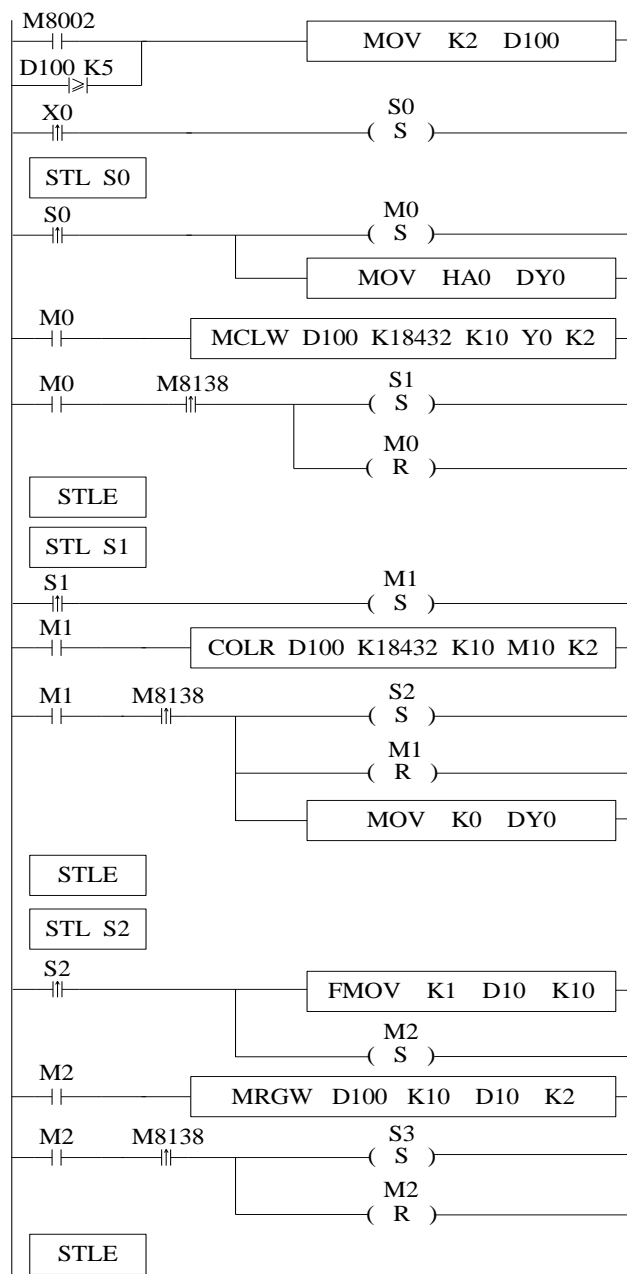 M8002
MOV K2 D100
D100 K5
≥
X0
S0
( S )
STL S0
S0
M0
( S )
MOV HA0 DY0
M0
MCLW D100 K18432 K10 Y0 K2
M0 M8138
S1
( S )
M0
( R )
STLE
STL S1
S1
M1
( S )
M1
COLR D100 K18432 K10 M10 K2
M1 M8138
S2
( S )
M1
( R )
MOV K0 DY0
STLE
STL S2
S2
FMOV K1 D10 K10
M2
( S )
M2
MRGW D100 K10 D10 K2
M2 M8138
S3
( S )
M2
( R )
STLE